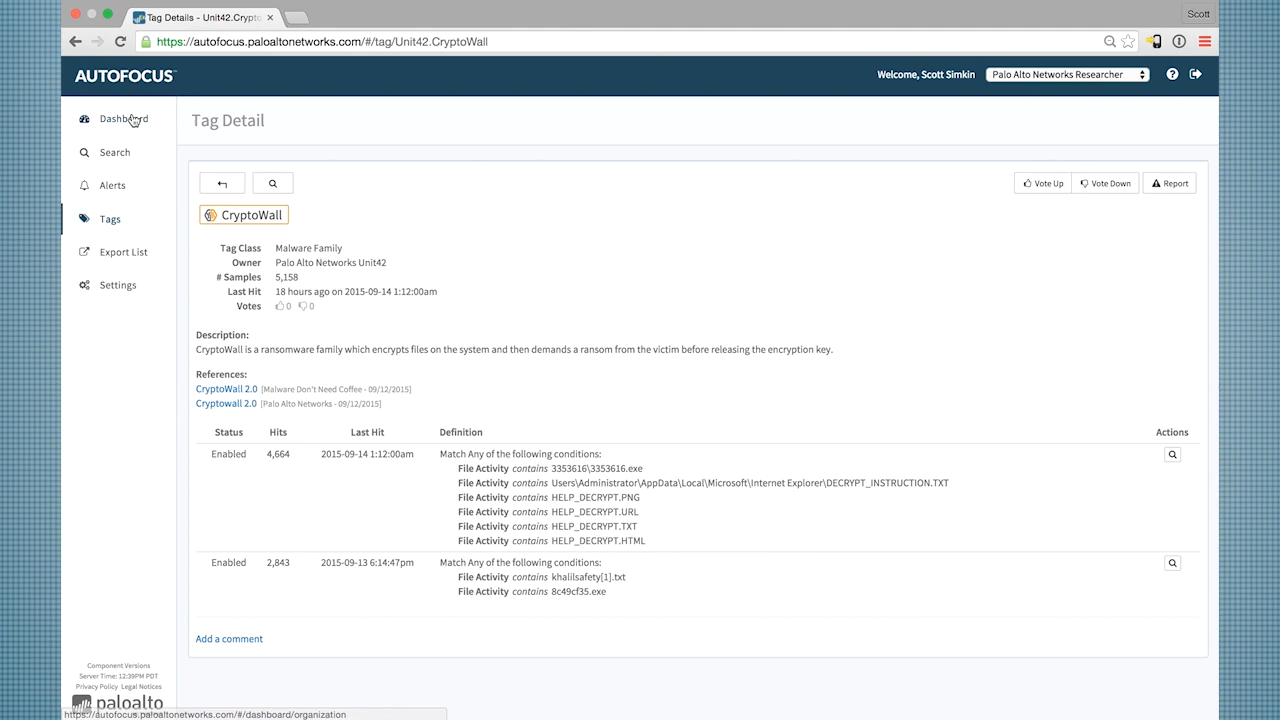 Tag Details - Unit42.Crypto
Scott
https://autofocus.paloaltonetworks.com/#/tag/Unit42.CryptoWall
AUTOFOCUS™
Welcome, Scott Simkin
Palo Alto Networks Researcher
Dashboard
Search
Alerts
Tags
Export List
Settings
Tag Detail
Vote Up
Vote Down
Report
CryptoWall
Tag Class Malware Family
Owner Palo Alto Networks Unit42
# Samples 5,158
Last Hit 18 hours ago on 2015-09-14 1:12:00am
Votes 0 0
Description:
CryptoWall is a ransomware family which encrypts files on the system and then demands a ransom from the victim before releasing the encryption key.
References:
CryptoWall 2.0 [Malware Don't Need Coffee - 09/12/2015]
Cryptowall 2.0 [Palo Alto Networks - 09/12/2015]
Status Hits Last Hit Definition Actions
Enabled 4,664 2015-09-14 1:12:00am Match Any of the following conditions:
File Activity contains 3353616\3353616.exe
File Activity contains Users\Administrator\AppData\Local\Microsoft\Internet Explorer\DECRYPT_INSTRUCTION.TXT
File Activity contains HELP_DECRYPT.PNG
File Activity contains HELP_DECRYPT.URL
File Activity contains HELP_DECRYPT.TXT
File Activity contains HELP_DECRYPT.HTML
Enabled 2,843 2015-09-13 6:14:47pm Match Any of the following conditions:
File Activity contains khalilsafety[1].txt
File Activity contains 8c49cf35.exe
Add a comment
Component Versions
Server Time: 12:39PM PDT
Privacy Policy Legal Notices
paloalto
https://autofocus.paloaltonetworks.com/#/dashboard/organization